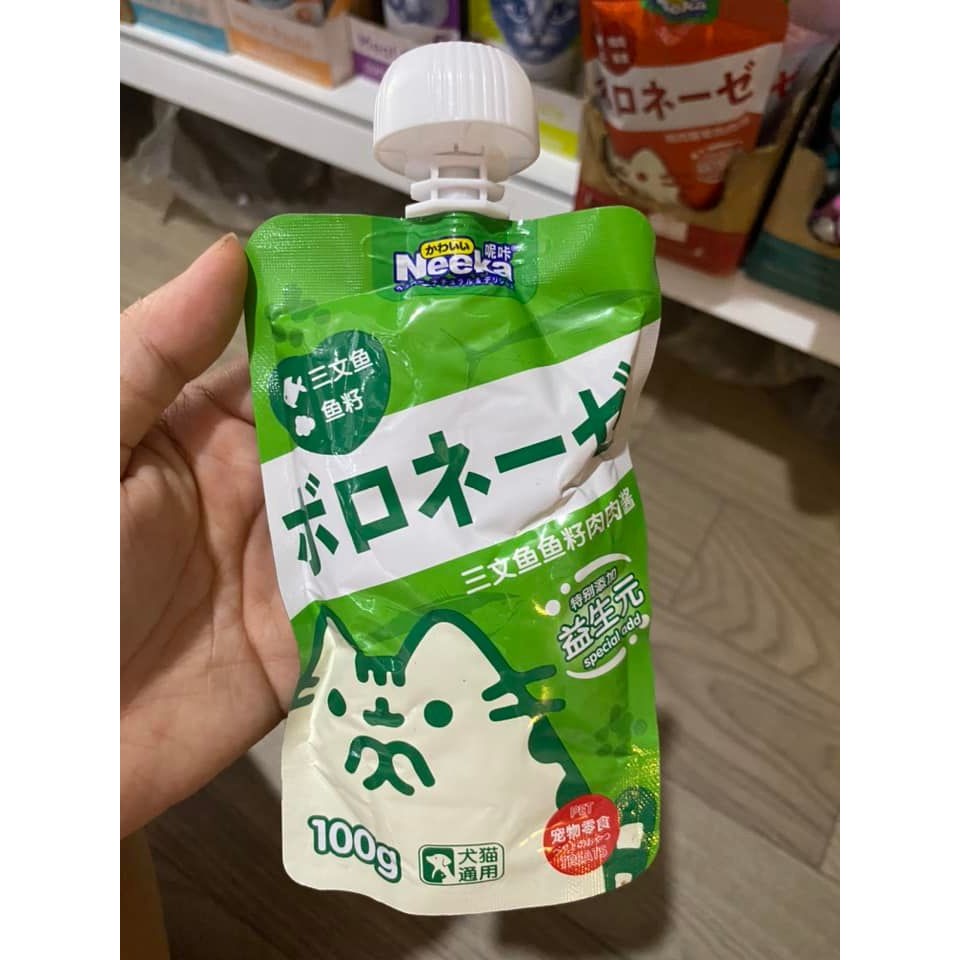 かわいい
Neeka
呢咔
三文鱼
鱼籽
ボロネーゼ
三文鱼鱼籽肉肉酱
特别添加
益生元
special add
100g
犬猫
通用
PET
宠物零食
TREATS
ロネーゼ